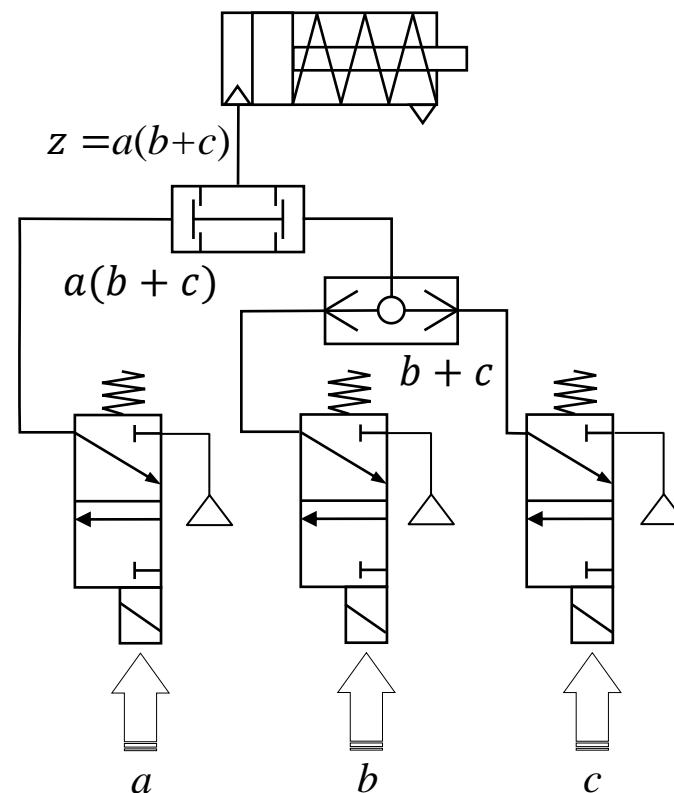 z =a(b+c)
a(b + c)
b + c
a
b
c